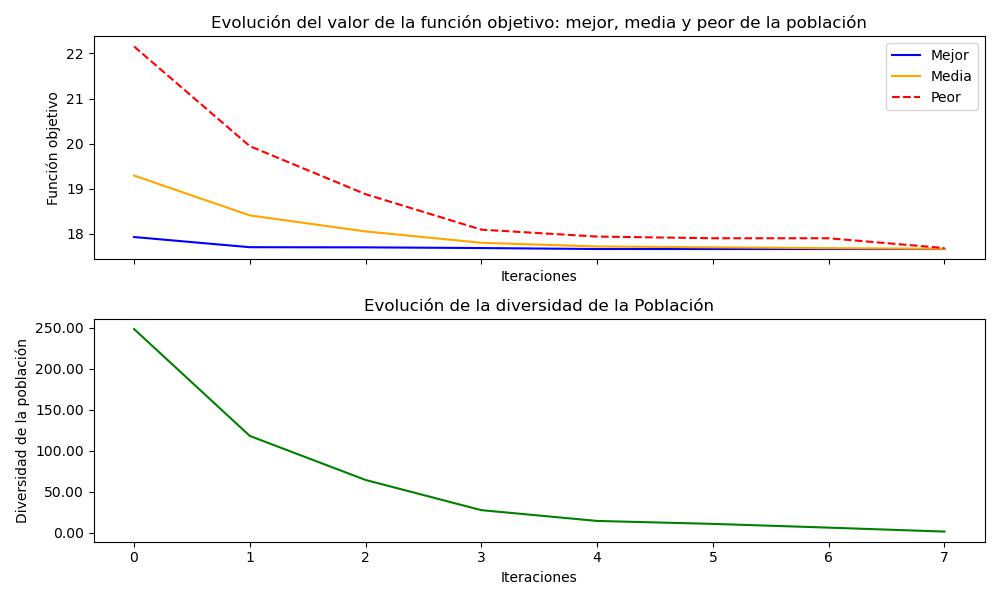 Evolución del valor de la función objetivo: mejor, media y peor de la población
22
21
20
19
18
Función objetivo
Mejor
Media
Peor
Iteraciones
Evolución de la diversidad de la Población
250.00
200.00
150.00
100.00
50.00
0.00
Diversidad de la población
0 1 2 3 4 5 6 7
Iteraciones